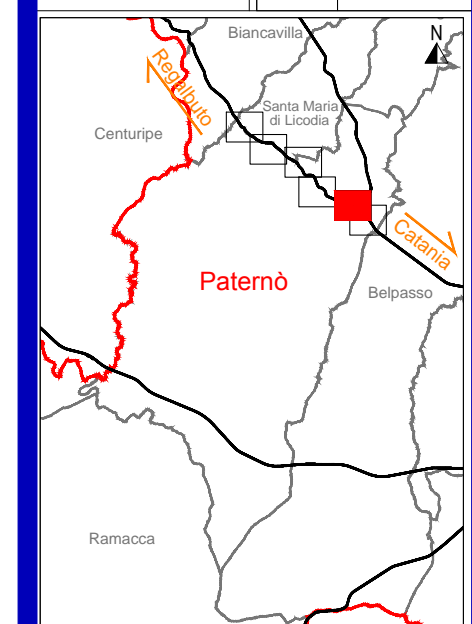 Biancavilla
N
Regalbuto
Santa Maria
di Licodia
Centuripe
Catania
Paternò
Belpasso
Ramacca